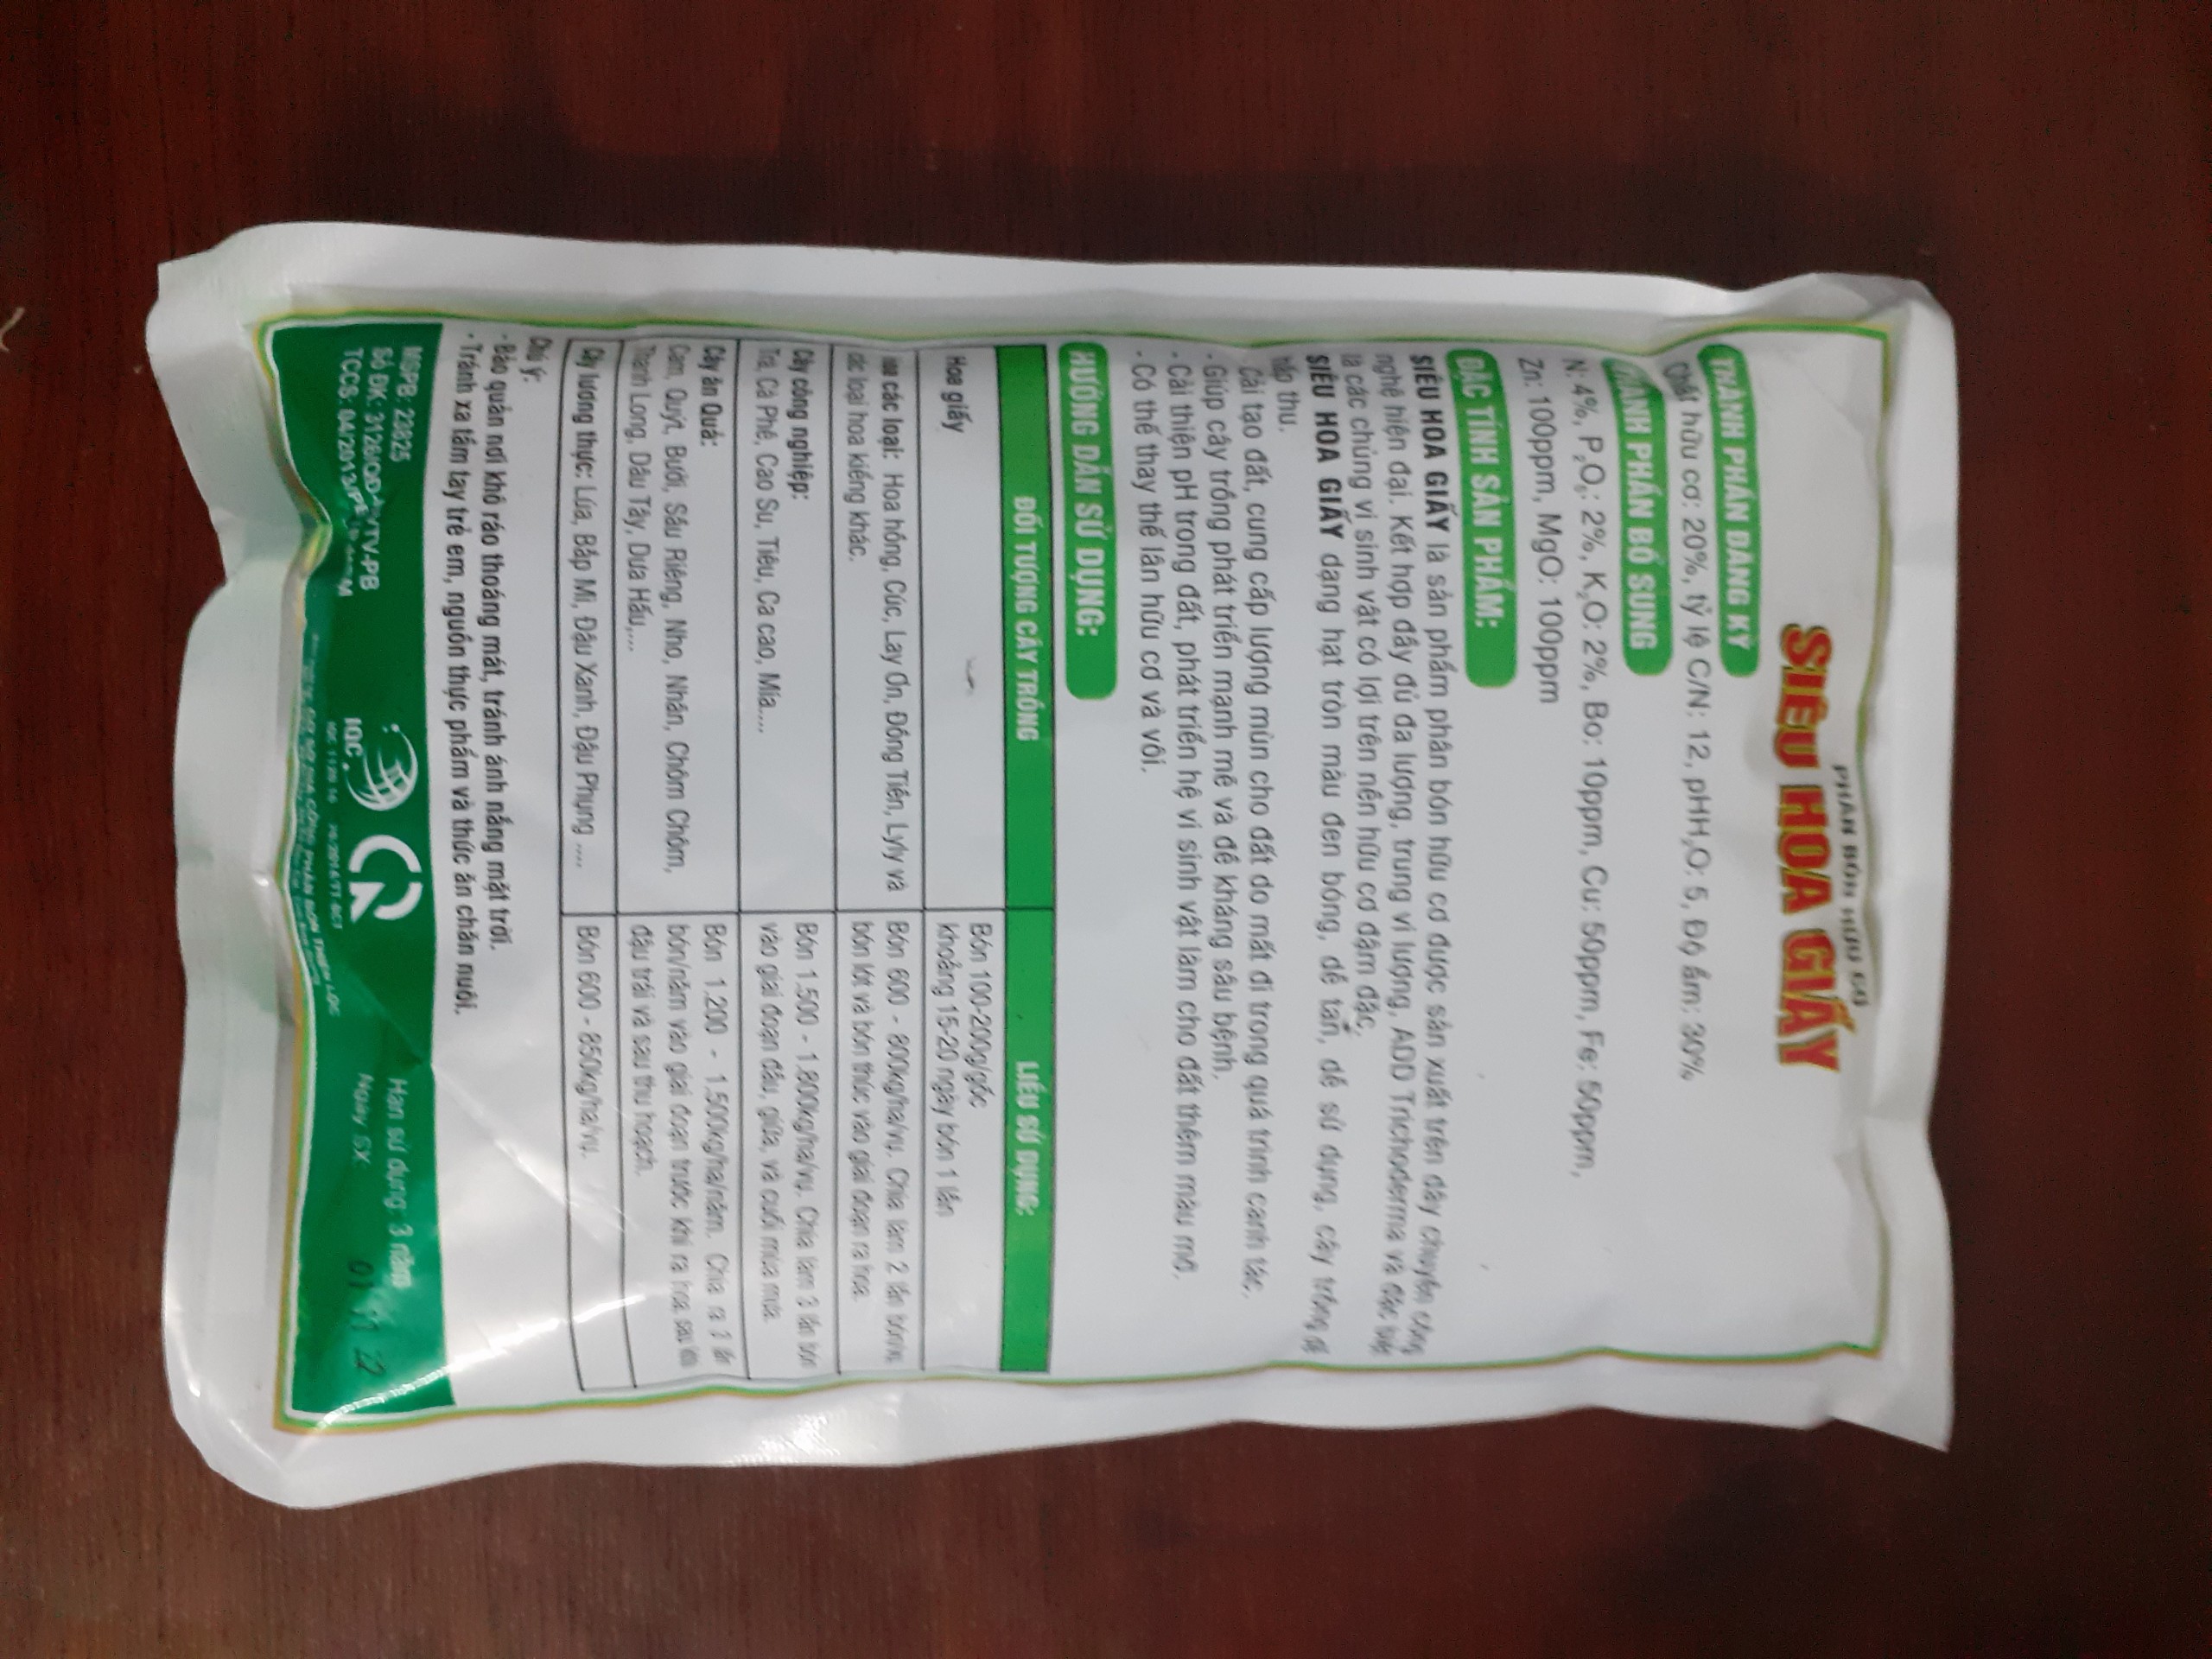 PHÂN BÓN HỮU CƠ
SIÊU HOA GIẤY
THÀNH PHẦN ĐĂNG KÝ
Chất hữu cơ: 20%, tỷ lệ C/N: 12, pHH₂O: 5, Độ ẩm: 30%
THÀNH PHẦN BỔ SUNG
N: 4%, P₂O₅: 2%, K₂O: 2%, Bo: 10ppm, Cu: 50ppm, Fe: 50ppm,
Zn: 100ppm, MgO: 100ppm
ĐẶC TÍNH SẢN PHẨM:
SIÊU HOA GIẤY là sản phẩm phân bón hữu cơ được sản xuất trên dây chuyền công
nghệ hiện đại. Kết hợp đầy đủ đa lượng, trung vi lượng, ADD Trichoderma và đặc biệt
là các chủng vi sinh vật có lợi trên nền hữu cơ đậm đặc.
SIÊU HOA GIẤY dạng hạt tròn màu đen bóng, dễ tan, dễ sử dụng, cây trồng dễ
hấp thu.
- Cải tạo đất, cung cấp lượng mùn cho đất do mất đi trong quá trình canh tác.
- Giúp cây trồng phát triển mạnh mẽ và đề kháng sâu bệnh.
- Cải thiện pH trong đất, phát triển hệ vi sinh vật làm cho đất thêm màu mỡ.
- Có thể thay thế lân hữu cơ và vôi.
HƯỚNG DẪN SỬ DỤNG:
ĐỐI TƯỢNG CÂY TRỒNG LIỀU SỬ DỤNG:
Hoa giấy
Bón 100-200g/gốc
khoảng 15-20 ngày bón 1 lần
các loại: Hoa hồng, Cúc, Lay Ơn, Đồng Tiền, Lyly và
các loại hoa kiểng khác.
Bón 600 - 800kg/ha/vụ. Chia làm 2 lần bón/vụ,
bón lót và bón thúc vào giai đoạn ra hoa.
Cây công nghiệp:
Trà, Cà Phê, Cao Su, Tiêu, Ca cao, Mía....
Bón 1.500 - 1.800kg/ha/vụ. Chia làm 3 lần bón
vào giai đoạn đầu, giữa, và cuối mùa mưa.
Cây ăn Quả:
Cam, Quýt, Bưởi, Sầu Riêng, Nho, Nhãn, Chôm Chôm,
Thanh Long, Dâu Tây, Dưa Hấu,...
Bón 1.200 - 1.500kg/ha/năm. Chia ra 3 lần
bón/năm vào giai đoạn trước khi ra hoa, sau khi
đậu trái và sau thu hoạch.
Cây lương thực: Lúa, Bắp Mì, Đậu Xanh, Đậu Phụng ....
Bón 600 - 850kg/ha/vụ.
Chú ý:
- Bảo quản nơi khô ráo thoáng mát, tránh ánh nắng mặt trời.
- Tránh xa tầm tay trẻ em, nguồn thực phẩm và thức ăn chăn nuôi.
MSPB: 23825
Số ĐK: 3126/QĐ-BVTV-PB
TCCS: 04/2013/
IQC
Hạn sử dụng: 3 năm
Ngày SX:
01 11 22